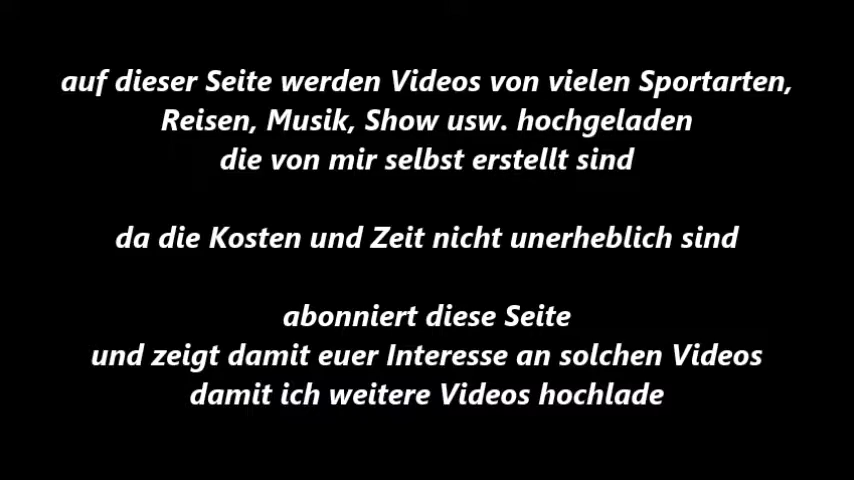 auf dieser Seite werden Videos von vielen Sportarten,
Reisen, Musik, Show usw. hochgeladen
die von mir selbst erstellt sind
da die Kosten und Zeit nicht unerheblich sind
abonniert diese Seite
und zeigt damit euer Interesse an solchen Videos
damit ich weitere Videos hochlade